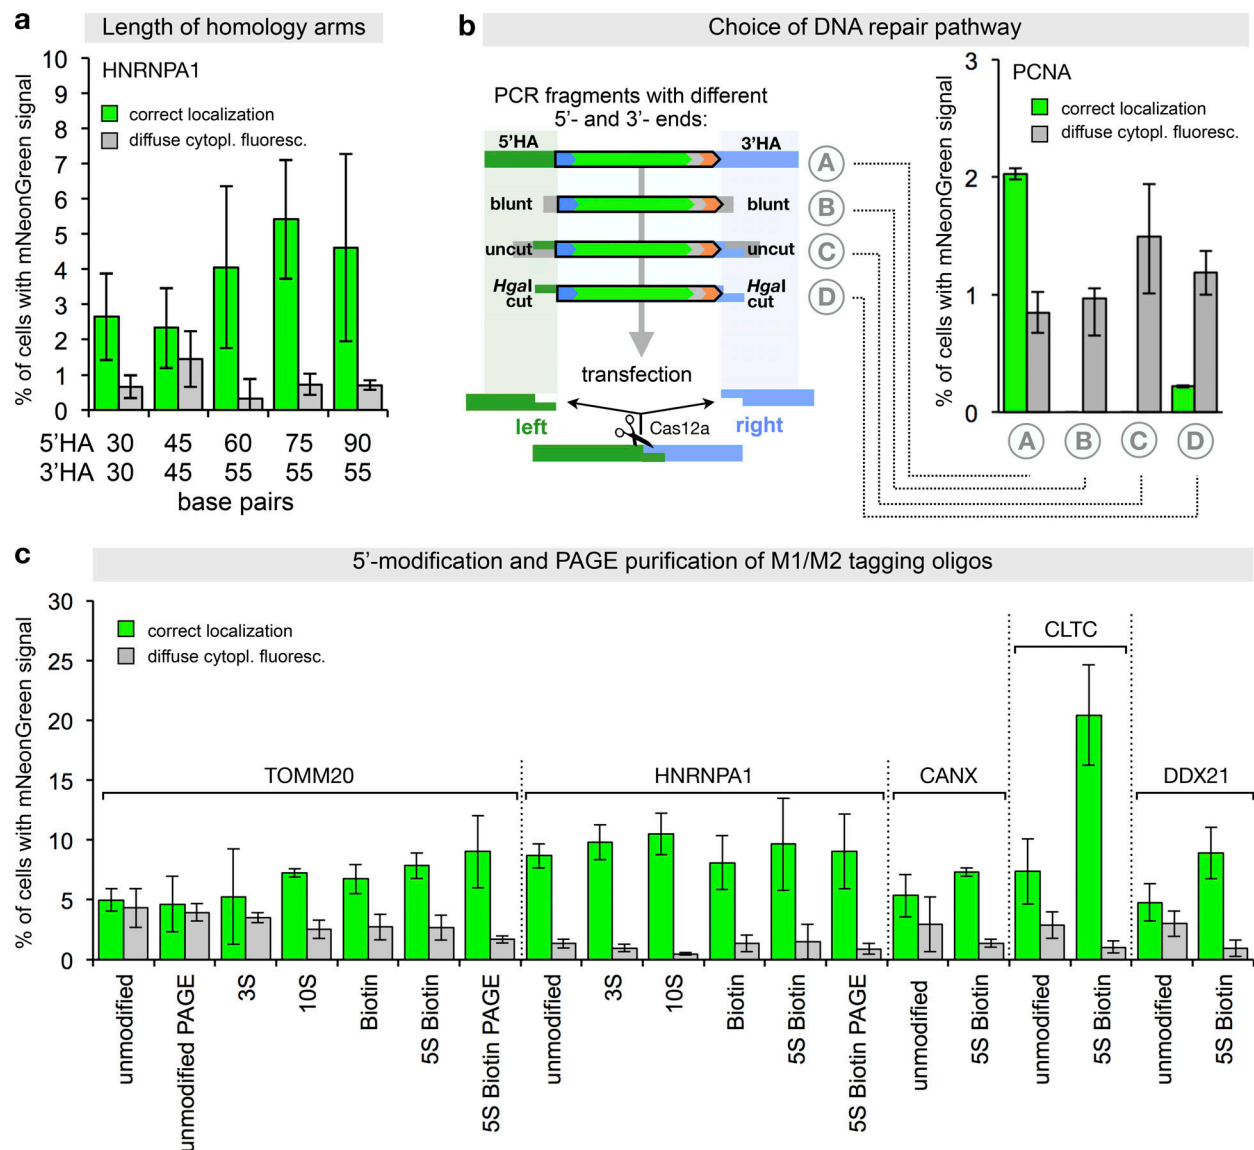 a
Length of homology arms
HNRNPA1
correct localization
diffuse cytopl. fluoresc.
% of cells with mNeonGreen signal
10
9
8
7
6
5
4
3
2
1
0
5'HA 30 45 60 75 90
3'HA 30 45 55 55 55
base pairs
b
Choice of DNA repair pathway
PCR fragments with different
5'- and 3'- ends:
5'HA 3'HA
A
blunt blunt
B
uncut uncut
C
HgaI HgaI
cut cut
D
transfection
left Cas12a right
PCNA
correct localization
diffuse cytopl. fluoresc.
% of cells with mNeonGreen signal
3
2
1
0
A B C D
c
5'-modification and PAGE purification of M1/M2 tagging oligos
correct localization
diffuse cytopl. fluoresc.
% of cells with mNeonGreen signal
30
25
20
15
10
5
0
TOMM20
HNRNPA1
CANX
CLTC
DDX21
unmodified
unmodified PAGE
3S
10S
Biotin
5S Biotin
5S Biotin PAGE
unmodified
3S
10S
Biotin
5S Biotin
5S Biotin PAGE
unmodified
5S Biotin
unmodified
5S Biotin
unmodified
5S Biotin